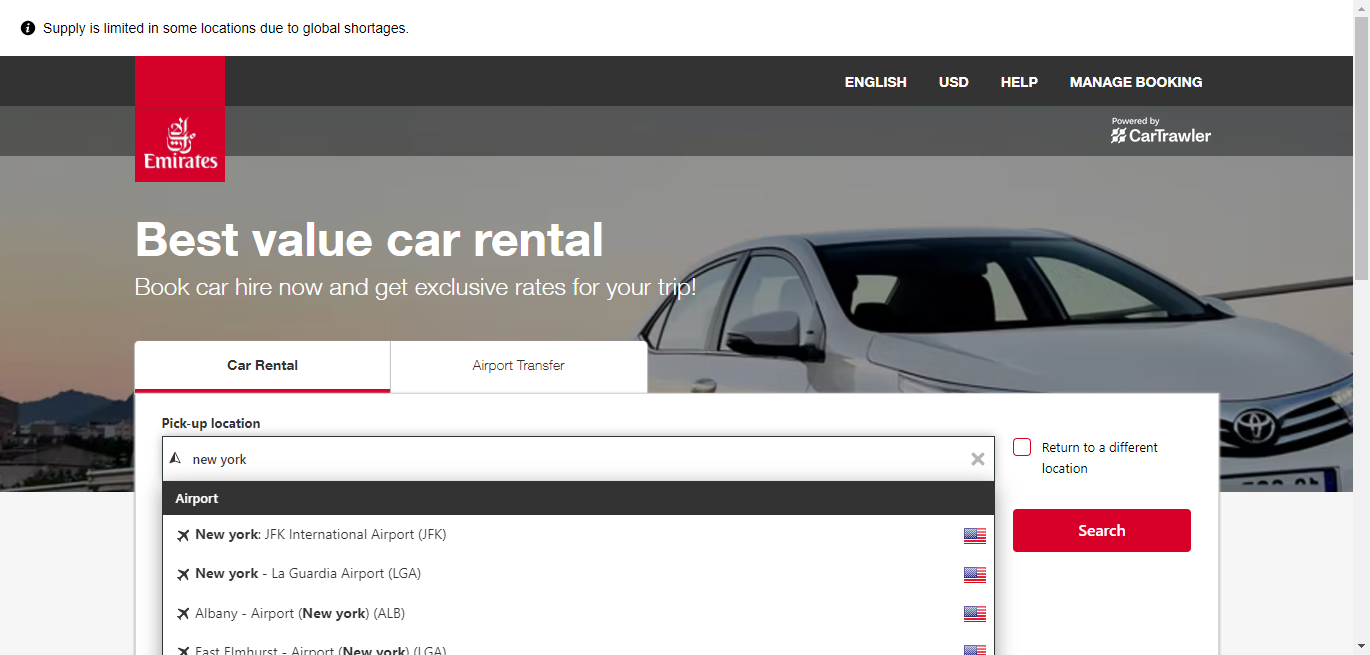 Supply is limited in some locations due to global shortages.
ENGLISH USD HELP MANAGE BOOKING
Powered by
CarTrawler
Emirates
Best value car rental
Book car hire now and get exclusive rates for your trip!
Car Rental Airport Transfer
Pick-up location
new york
Return to a different
location
Airport
New york: JFK International Airport (JFK)
Search
New york - La Guardia Airport (LGA)
Albany - Airport (New york) (ALB)
East Elmhurst - Airport (New york) (LGA)